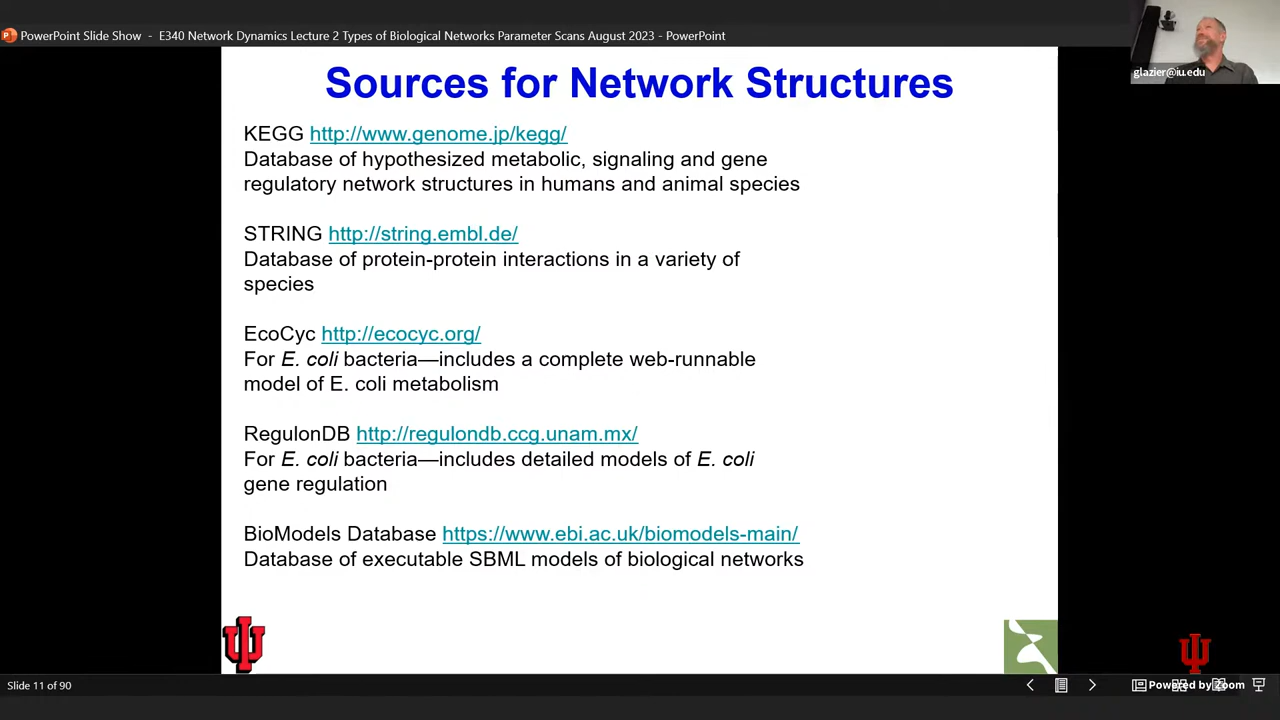 PowerPoint Slide Show - E340 Network Dynamics Lecture 2 Types of Biological Networks Parameter Scans August 2023 - PowerPoint
glazier@iu.edu
Sources for Network Structures
KEGG http://www.genome.jp/kegg/
Database of hypothesized metabolic, signaling and gene
regulatory network structures in humans and animal species
STRING http://string.embl.de/
Database of protein-protein interactions in a variety of
species
EcoCyc http://ecocyc.org/
For E. coli bacteria—includes a complete web-runnable
model of E. coli metabolism
RegulonDB http://regulondb.ccg.unam.mx/
For E. coli bacteria—includes detailed models of E. coli
gene regulation
BioModels Database https://www.ebi.ac.uk/biomodels-main/
Database of executable SBML models of biological networks
Slide 11 of 90
Powered by Zoom